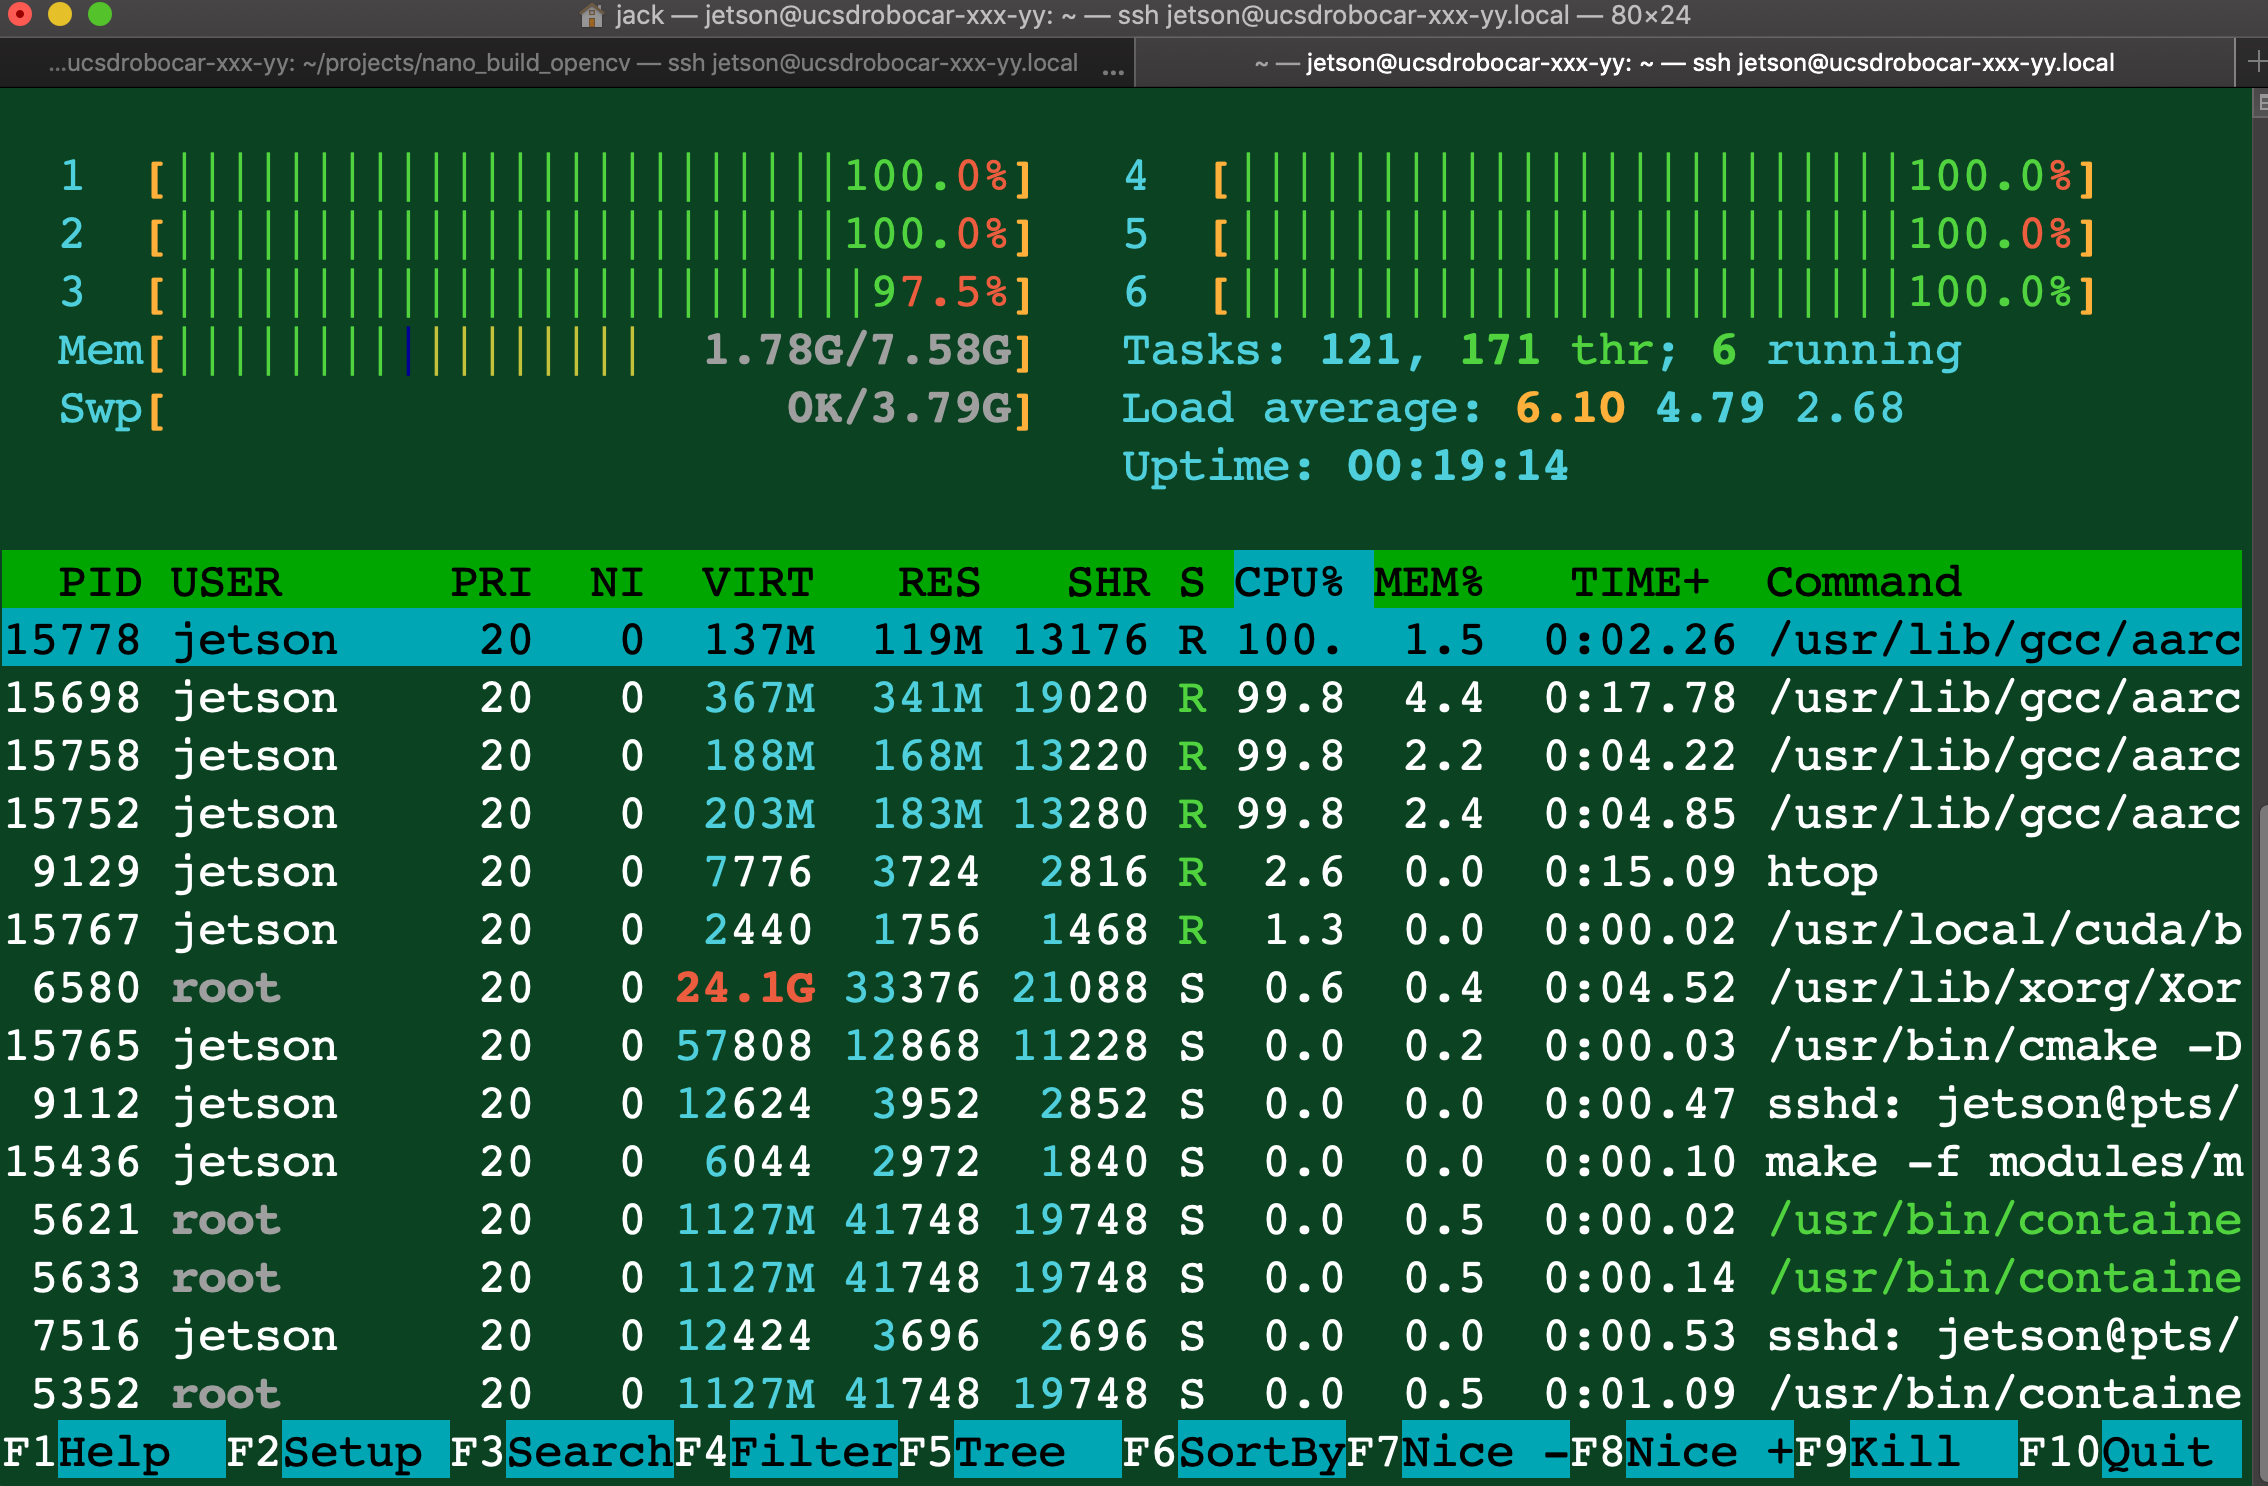 jack — jetson@ucsdrobocar-xxx-yy: ~ — ssh jetson@ucsdrobocar-xxx-yy.local — 80×24
...ucsdrobocar-xxx-yy: ~/projects/nano_build_opencv — ssh jetson@ucsdrobocar-xxx-yy.local ... ~ — jetson@ucsdrobocar-xxx-yy: ~ — ssh jetson@ucsdrobocar-xxx-yy.local +
1 [||||||||||||||||||||||||100.0%] 4 [||||||||||||||||||||||||100.0%]
2 [||||||||||||||||||||||||100.0%] 5 [||||||||||||||||||||||||100.0%]
3 [|||||||||||||||||||||||||97.5%] 6 [||||||||||||||||||||||||100.0%]
Mem[||||||||||||||||| 1.78G/7.58G] Tasks: 121, 171 thr; 6 running
Swp[ 0K/3.79G] Load average: 6.10 4.79 2.68
Uptime: 00:19:14
PID USER PRI NI VIRT RES SHR S CPU% MEM% TIME+ Command
15778 jetson 20 0 137M 119M 13176 R 100. 1.5 0:02.26 /usr/lib/gcc/aarc
15698 jetson 20 0 367M 341M 19020 R 99.8 4.4 0:17.78 /usr/lib/gcc/aarc
15758 jetson 20 0 188M 168M 13220 R 99.8 2.2 0:04.22 /usr/lib/gcc/aarc
15752 jetson 20 0 203M 183M 13280 R 99.8 2.4 0:04.85 /usr/lib/gcc/aarc
9129 jetson 20 0 7776 3724 2816 R 2.6 0.0 0:15.09 htop
15767 jetson 20 0 2440 1756 1468 R 1.3 0.0 0:00.02 /usr/local/cuda/b
6580 root 20 0 24.1G 33376 21088 S 0.6 0.4 0:04.52 /usr/lib/xorg/Xor
15765 jetson 20 0 57808 12868 11228 S 0.0 0.2 0:00.03 /usr/bin/cmake -D
9112 jetson 20 0 12624 3952 2852 S 0.0 0.0 0:00.47 sshd: jetson@pts/
15436 jetson 20 0 6044 2972 1840 S 0.0 0.0 0:00.10 make -f modules/m
5621 root 20 0 1127M 41748 19748 S 0.0 0.5 0:00.02 /usr/bin/containe
5633 root 20 0 1127M 41748 19748 S 0.0 0.5 0:00.14 /usr/bin/containe
7516 jetson 20 0 12424 3696 2696 S 0.0 0.0 0:00.53 sshd: jetson@pts/
5352 root 20 0 1127M 41748 19748 S 0.0 0.5 0:01.09 /usr/bin/containe
F1Help F2Setup F3SearchF4FilterF5Tree F6SortByF7Nice -F8Nice +F9Kill F10Quit